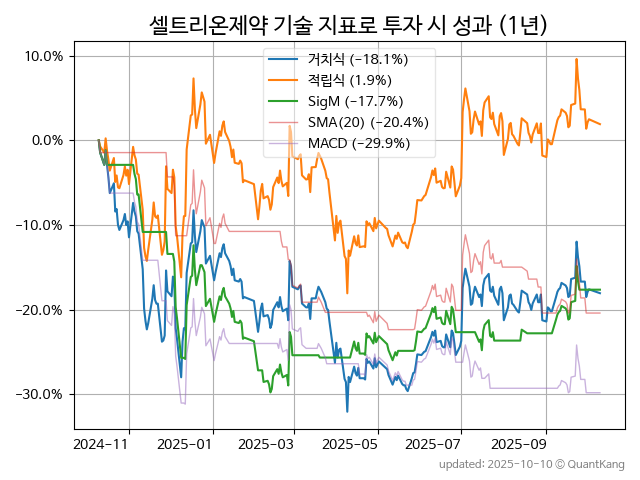 셀트리온제약 기술 지표로 투자 시 성과 (1년)
거치식 (−18.1%)
적립식 (1.9%)
SigM (−17.7%)
SMA(20) (−20.4%)
MACD (−29.9%)
10.0%
0.0%
−10.0%
−20.0%
−30.0%
2024−11
2025−01
2025−03
2025−05
2025−07
2025−09
updated: 2025-10-10 © QuantKang